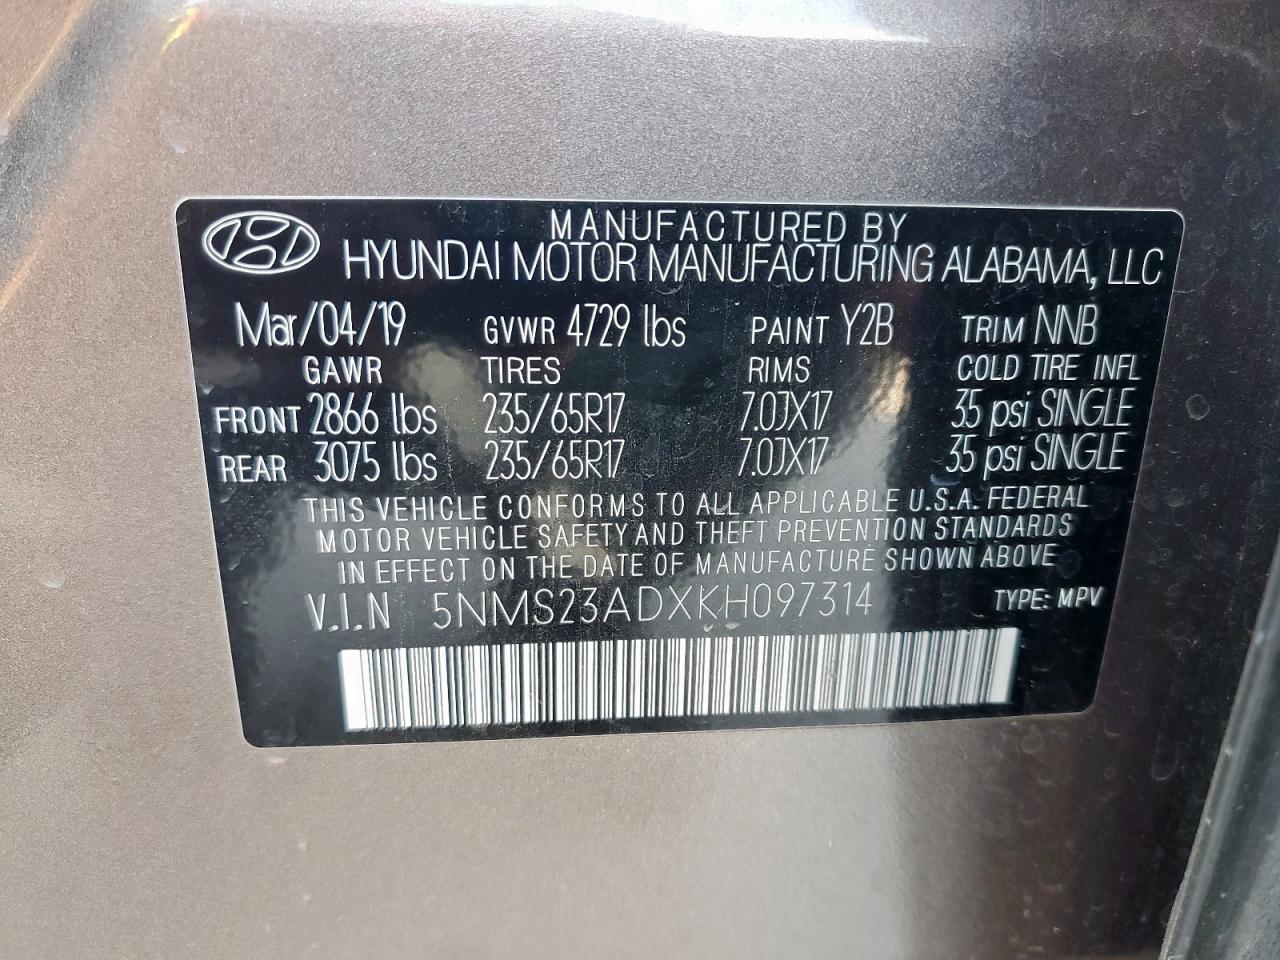 MANUFACTURED BY
HYUNDAI MOTOR MANUFACTURING ALABAMA, LLC
Mar/04/19 GVWR 4729 lbs PAINT Y2B TRIM NNB
GAWR TIRES RIMS COLD TIRE INFL
FRONT 2866 lbs 235/65R17 7.0JX17 35 psi SINGLE
REAR 3075 lbs 235/65R17 7.0JX17 35 psi SINGLE
THIS VEHICLE CONFORMS TO ALL APPLICABLE U.S.A. FEDERAL
MOTOR VEHICLE SAFETY AND THEFT PREVENTION STANDARDS
IN EFFECT ON THE DATE OF MANUFACTURE SHOWN ABOVE
V.I.N 5NMS23ADXKH097314 TYPE: MPV